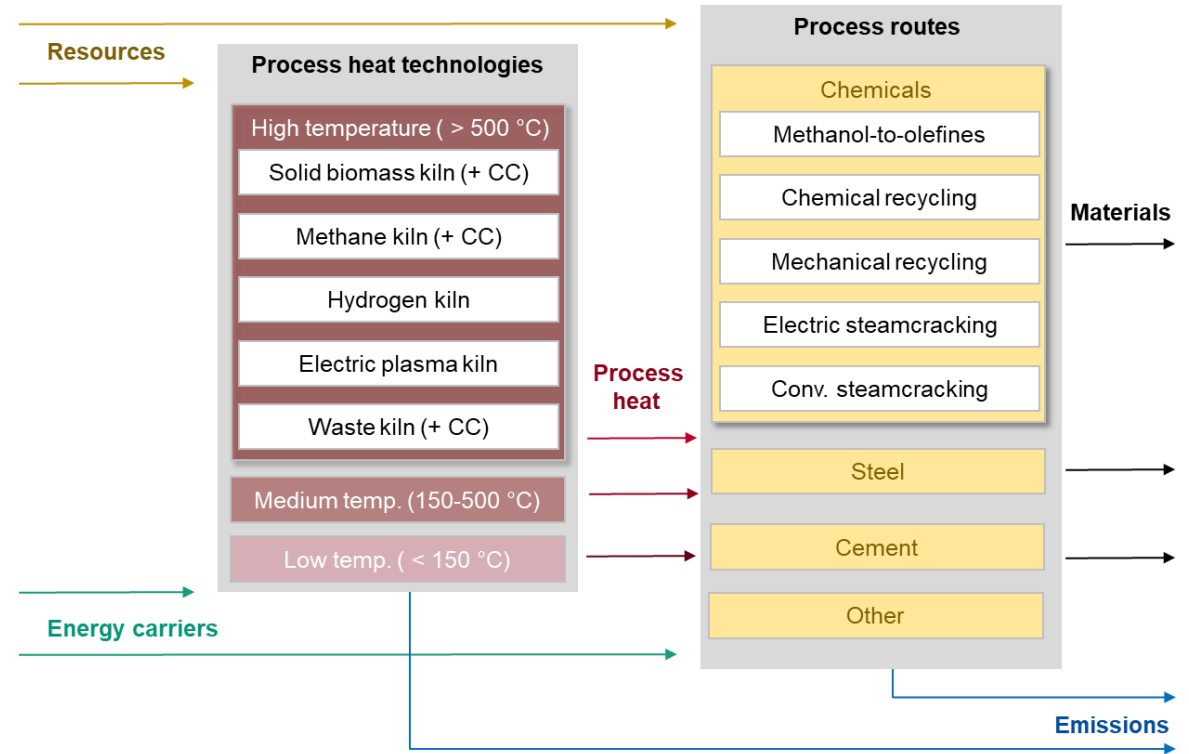 Resources
Process heat technologies
High temperature ( > 500 °C)
Solid biomass kiln (+ CC)
Methane kiln (+ CC)
Hydrogen kiln
Electric plasma kiln
Waste kiln (+ CC)
Medium temp. (150-500 °C)
Low temp. ( < 150 °C)
Energy carriers
Process
heat
Process routes
Chemicals
Methanol-to-olefines
Chemical recycling
Mechanical recycling
Electric steamcracking
Conv. steamcracking
Steel
Cement
Other
Materials
Emissions